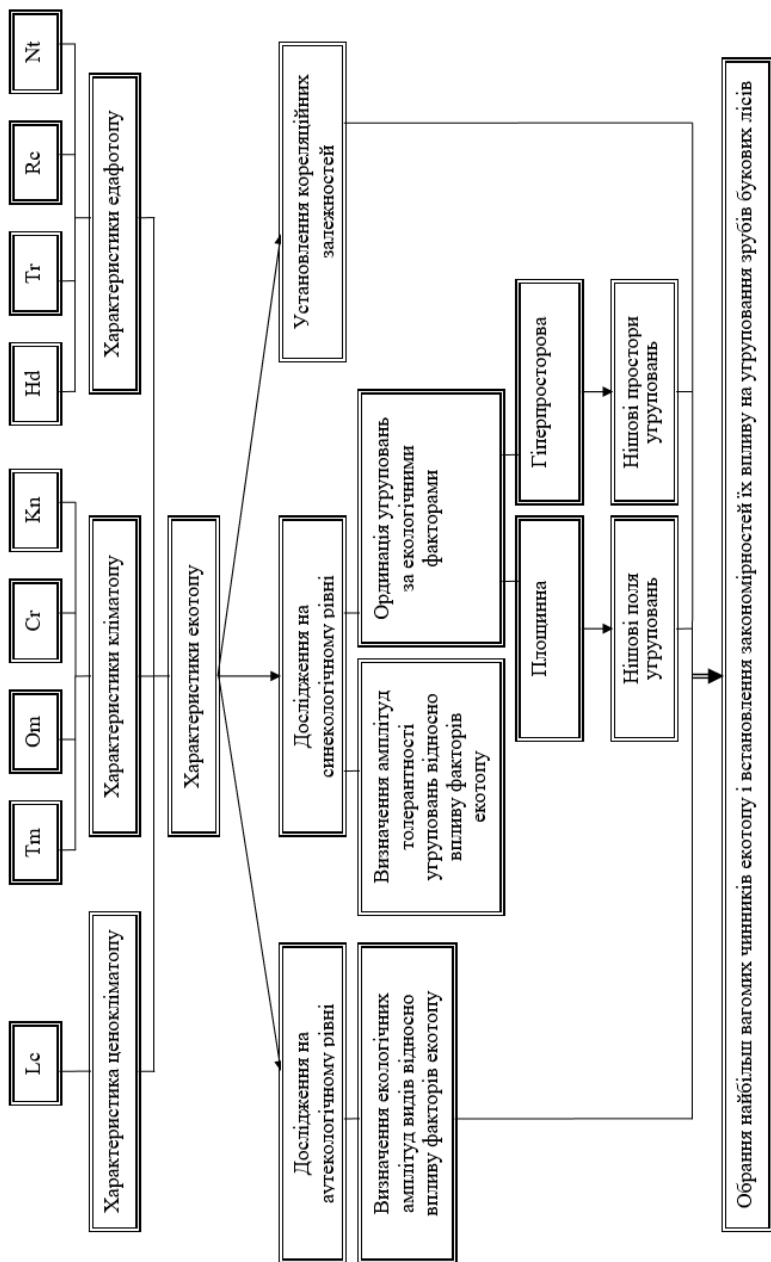 Lc
Tm
Om
Cr
Kn
Hd
Tr
Rc
Nt
Характеристика ценокліматопу
Характеристики кліматопу
Характеристики едафотопу
Характеристики екотопу
Дослідження на
аутекологічному рівні
Дослідження на
синекологічному рівні
Установлення кореляційних
залежностей
Визначення екологічних
амплітуд видів відносно
впливу факторів екотопу
Визначення амплітуд
толерантності
угруповань відносно
впливу факторів
екотопу
Ординація угруповань
за екологічними
факторами
Площинна
Гіперпросторова
Нішові поля
угруповань
Нішові простори
угруповань
Обрання найбільш вагомих чинників екотопу і встановлення закономірностей їх впливу на угруповання зрубів букових лісів